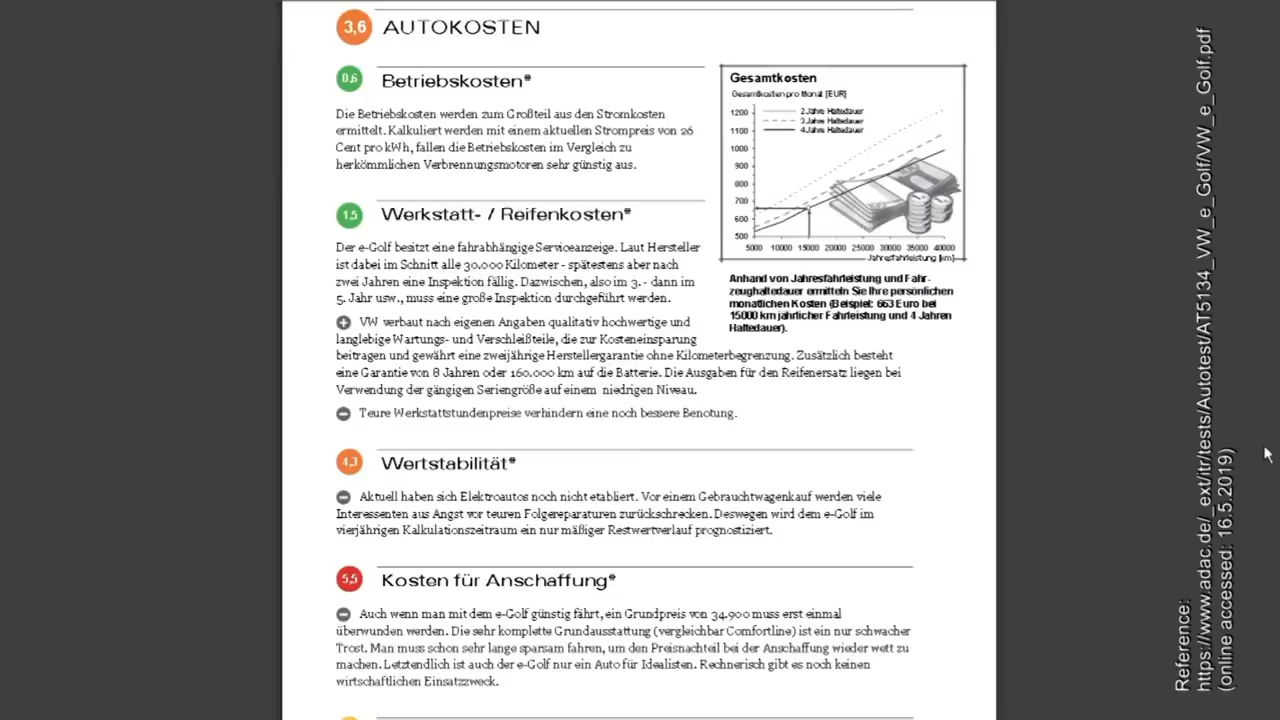 3,6 AUTOKOSTEN
0,6 Betriebskosten*
Die Betriebskosten werden zum Großteil aus den Stromkosten
ermittelt. Kalkuliert werden mit einem aktuellen Strompreis von 26
Cent pro kWh, fallen die Betriebskosten im Vergleich zu
herkömmlichen Verbrennungsmotoren sehr günstig aus.
1,5 Werkstatt- / Reifenkosten*
Der e-Golf besitzt eine fahrabhängige Serviceanzeige. Laut Hersteller
ist dabei im Schnitt alle 30.000 Kilometer - spätestens aber nach
zwei Jahren eine Inspektion fällig. Dazwischen, also im 3. - dann im
5. Jahr usw., muss eine große Inspektion durchgeführt werden.
VW verbaut nach eigenen Angaben qualitativ hochwertige und
langlebige Wartungs- und Verschleißteile, die zur Kosteneinsparung
beitragen und gewährt eine zweijährige Herstellergarantie ohne Kilometerbegrenzung. Zusätzlich besteht
eine Garantie von 8 Jahren oder 160.000 km auf die Batterie. Die Ausgaben für den Reifenersatz liegen bei
Verwendung der gängigen Seriengröße auf einem niedrigen Niveau.
Teure Werkstattstundenpreise verhindern eine noch bessere Benotung.
Gesamtkosten
Gesamtkosten pro Monat [EUR]
2 Jahre Haltedauer
3 Jahre Haltedauer
4 Jahre Haltedauer
1200
1100
1000
900
800
700
600
500
5000 10000 15000 20000 25000 30000 35000 40000
Jahresfahrleistung [km]
Anhand von Jahresfahrleistung und Fahr-
zeughaltedauer ermitteln Sie Ihre persönlichen
monatlichen Kosten (Beispiel: 663 Euro bei
15000 km jährlicher Fahrleistung und 4 Jahren
Haltedauer).
4,3 Wertstabilität*
Aktuell haben sich Elektroautos noch nicht etabliert. Vor einem Gebrauchtwagenkauf werden viele
Interessenten aus Angst vor teuren Folgereparaturen zurückschrecken. Deswegen wird dem e-Golf im
vierjährigen Kalkulationszeitraum ein nur mäßiger Restwertverlauf prognostiziert.
5,5 Kosten für Anschaffung*
Auch wenn man mit dem e-Golf günstig fährt, ein Grundpreis von 34.900 muss erst einmal
überwunden werden. Die sehr komplette Grundausstattung (vergleichbar Comfortline) ist ein nur schwacher
Trost. Man muss schon sehr lange sparsam fahren, um den Preisnachteil bei der Anschaffung wieder wett zu
machen. Letztendlich ist auch der e-Golf nur ein Auto für Idealisten. Rechnerisch gibt es noch keinen
wirtschaftlichen Einsatzzweck.
Reference:
https://www.adac.de/_ext/itr/tests/Autotest/AT5134_VW_e_Golf/VW_e_Golf.pdf
(online accessed: 16.5.2019)